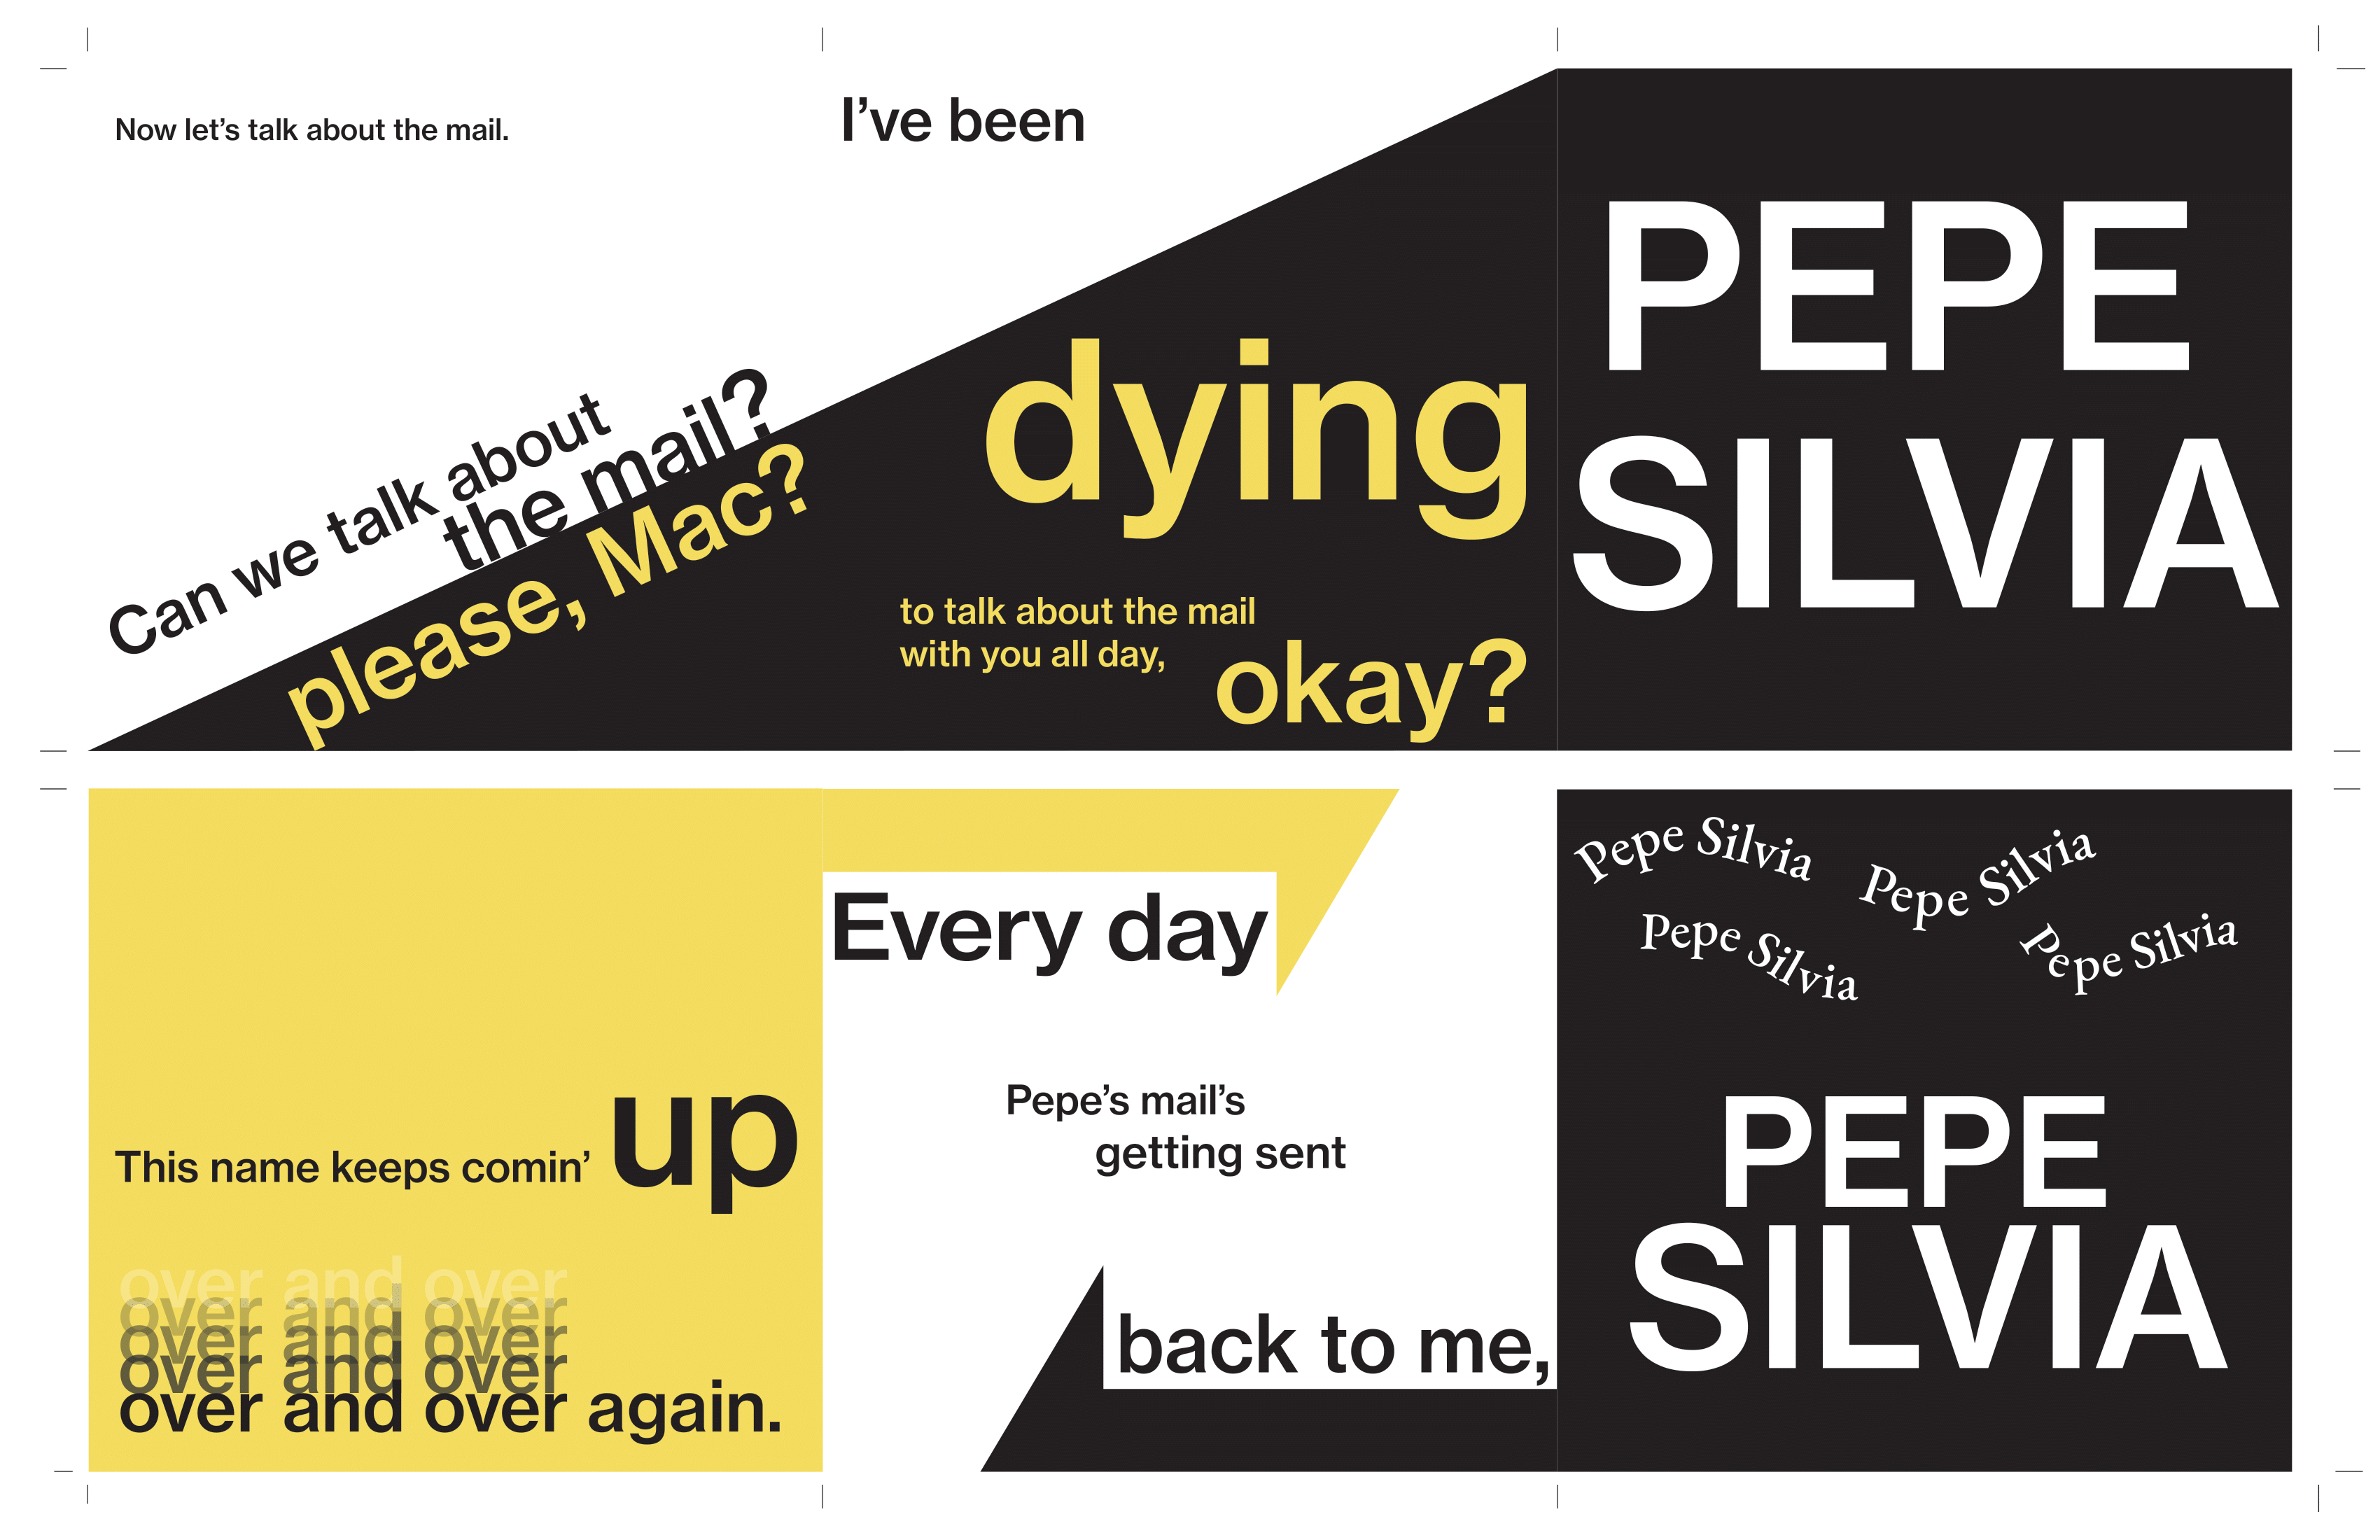 Now let’s talk about the mail.
Can we talk about
the mail?
please, Mac?
I’ve been
dying
to talk about the mail
with you all day,
okay?
PEPE
SILVIA
This name keeps comin’ up
over and over
over and over
over and over
over and over
over and over again.
Every day
Pepe’s mail’s
getting sent
back to me,
Pepe Silvia
Pepe Silvia
Pepe Silvia
Pepe Silvia
PEPE
SILVIA